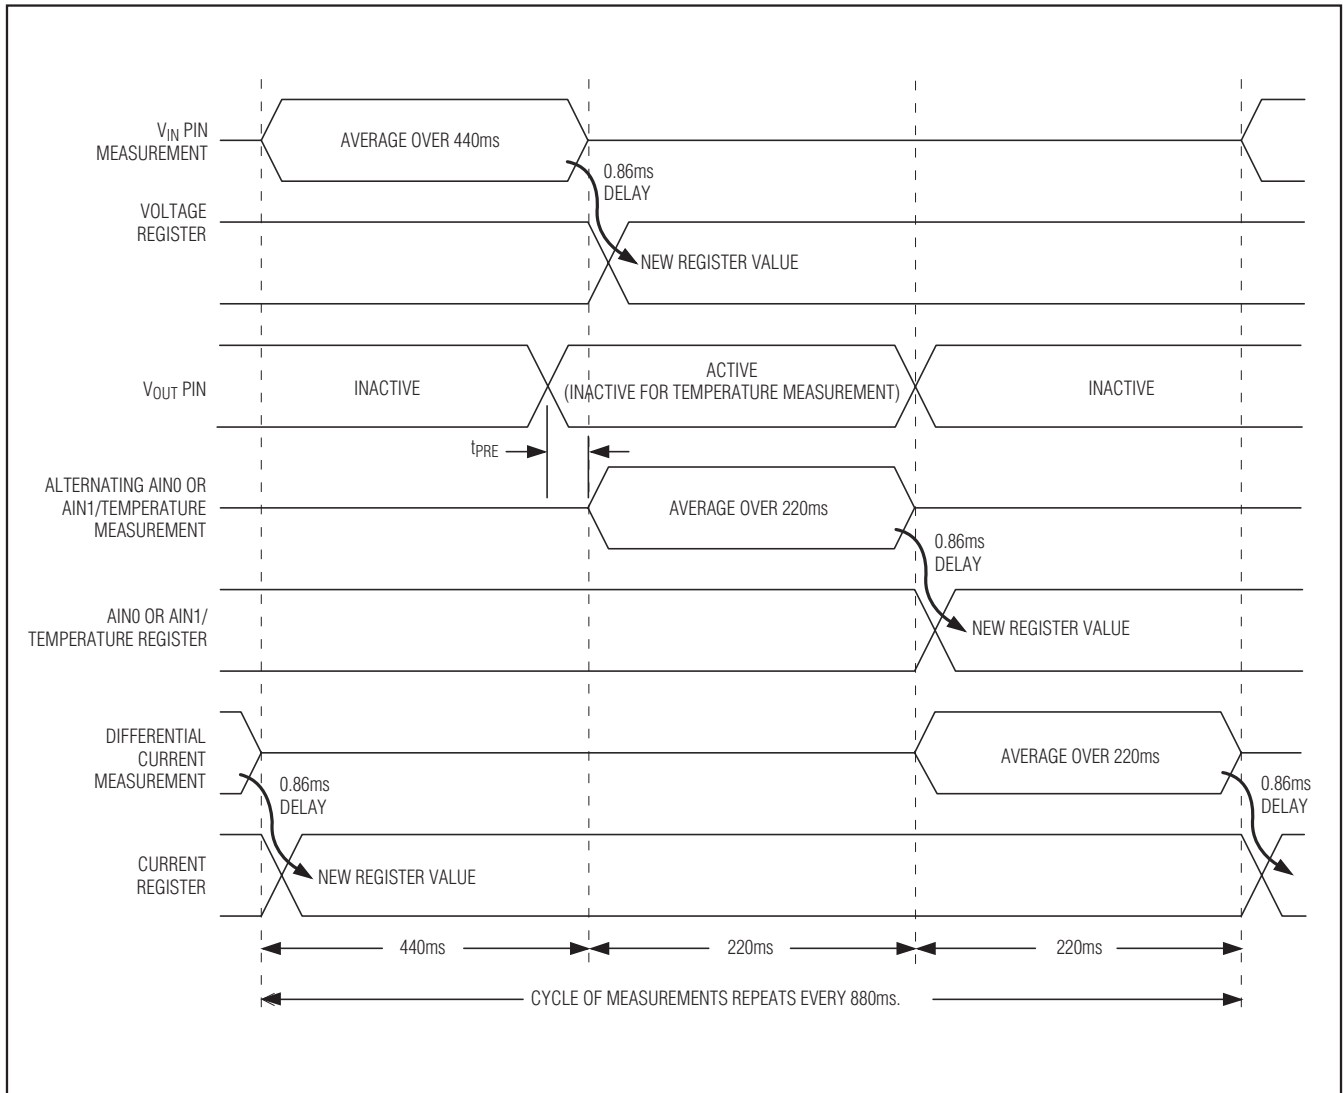 VIN PIN
MEASUREMENT
AVERAGE OVER 440ms
0.86ms
DELAY
VOLTAGE
REGISTER
NEW REGISTER VALUE
VOUT PIN
INACTIVE
ACTIVE
(INACTIVE FOR TEMPERATURE MEASUREMENT)
INACTIVE
tPRE
ALTERNATING AIN0 OR
AIN1/TEMPERATURE
MEASUREMENT
AVERAGE OVER 220ms
0.86ms
DELAY
AIN0 OR AIN1/
TEMPERATURE REGISTER
NEW REGISTER VALUE
DIFFERENTIAL
CURRENT
MEASUREMENT
0.86ms
DELAY
AVERAGE OVER 220ms
0.86ms
DELAY
CURRENT
REGISTER
NEW REGISTER VALUE
440ms
220ms
220ms
CYCLE OF MEASUREMENTS REPEATS EVERY 880ms.